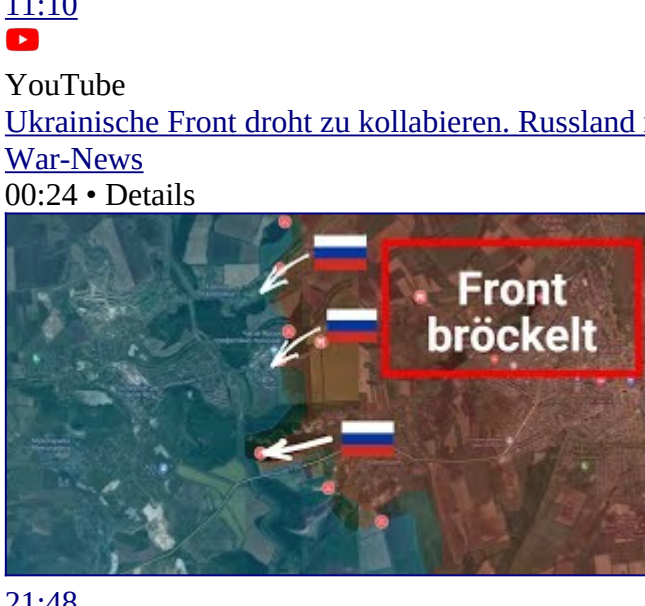 11:10
YouTube
Ukrainische Front droht zu kollabieren. Russland
War-News
00:24 • Details
Front
bröckelt
21:48